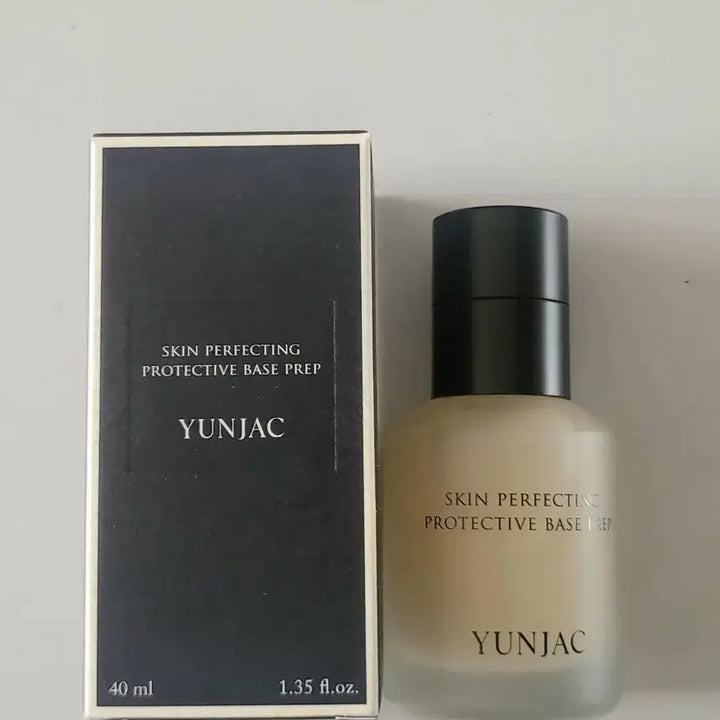 SKIN PERFECTING
PROTECTIVE BASE PREP
YUNJAC
40 ml
1.35 fl.oz.
SKIN PERFECTING
PROTECTIVE BASE PREP
YUNJAC